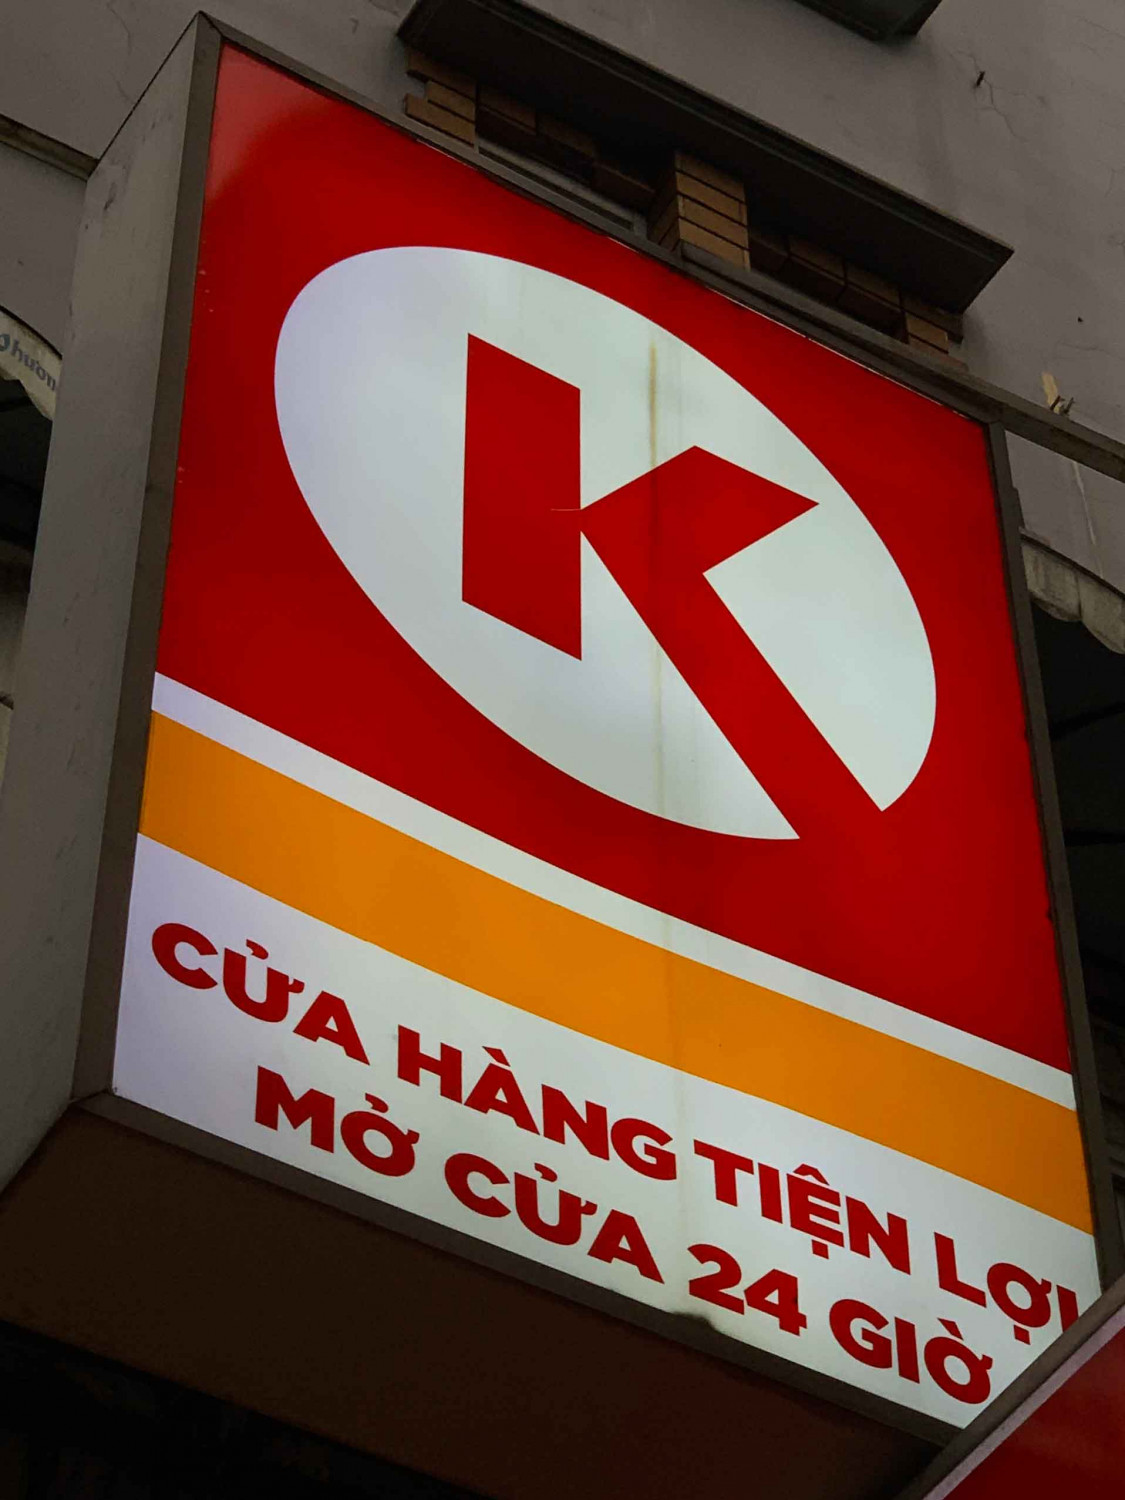 K
CỬA HÀNG TIỆN LỢI
MỞ CỬA 24 GIỜ